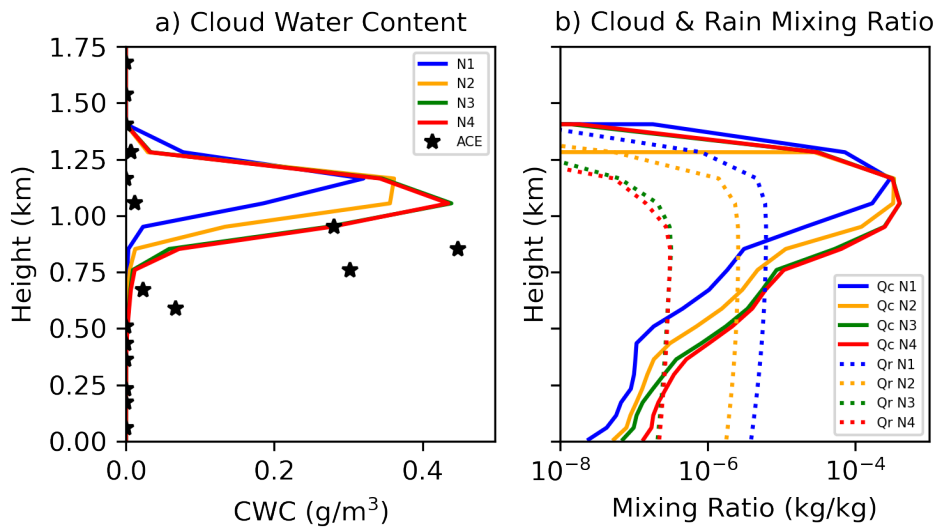 a) Cloud Water Content
b) Cloud & Rain Mixing Ratio
Height (km)
1.75
1.50
1.25
1.00
0.75
0.50
0.25
0.00
0.0
0.2
0.4
CWC (g/m³)
N1
N2
N3
N4
ACE
Height (km)
Qc N1
Qc N2
Qc N3
Qc N4
Qr N1
Qr N2
Qr N3
Qr N4
10⁻⁸
10⁻⁶
10⁻⁴
Mixing Ratio (kg/kg)